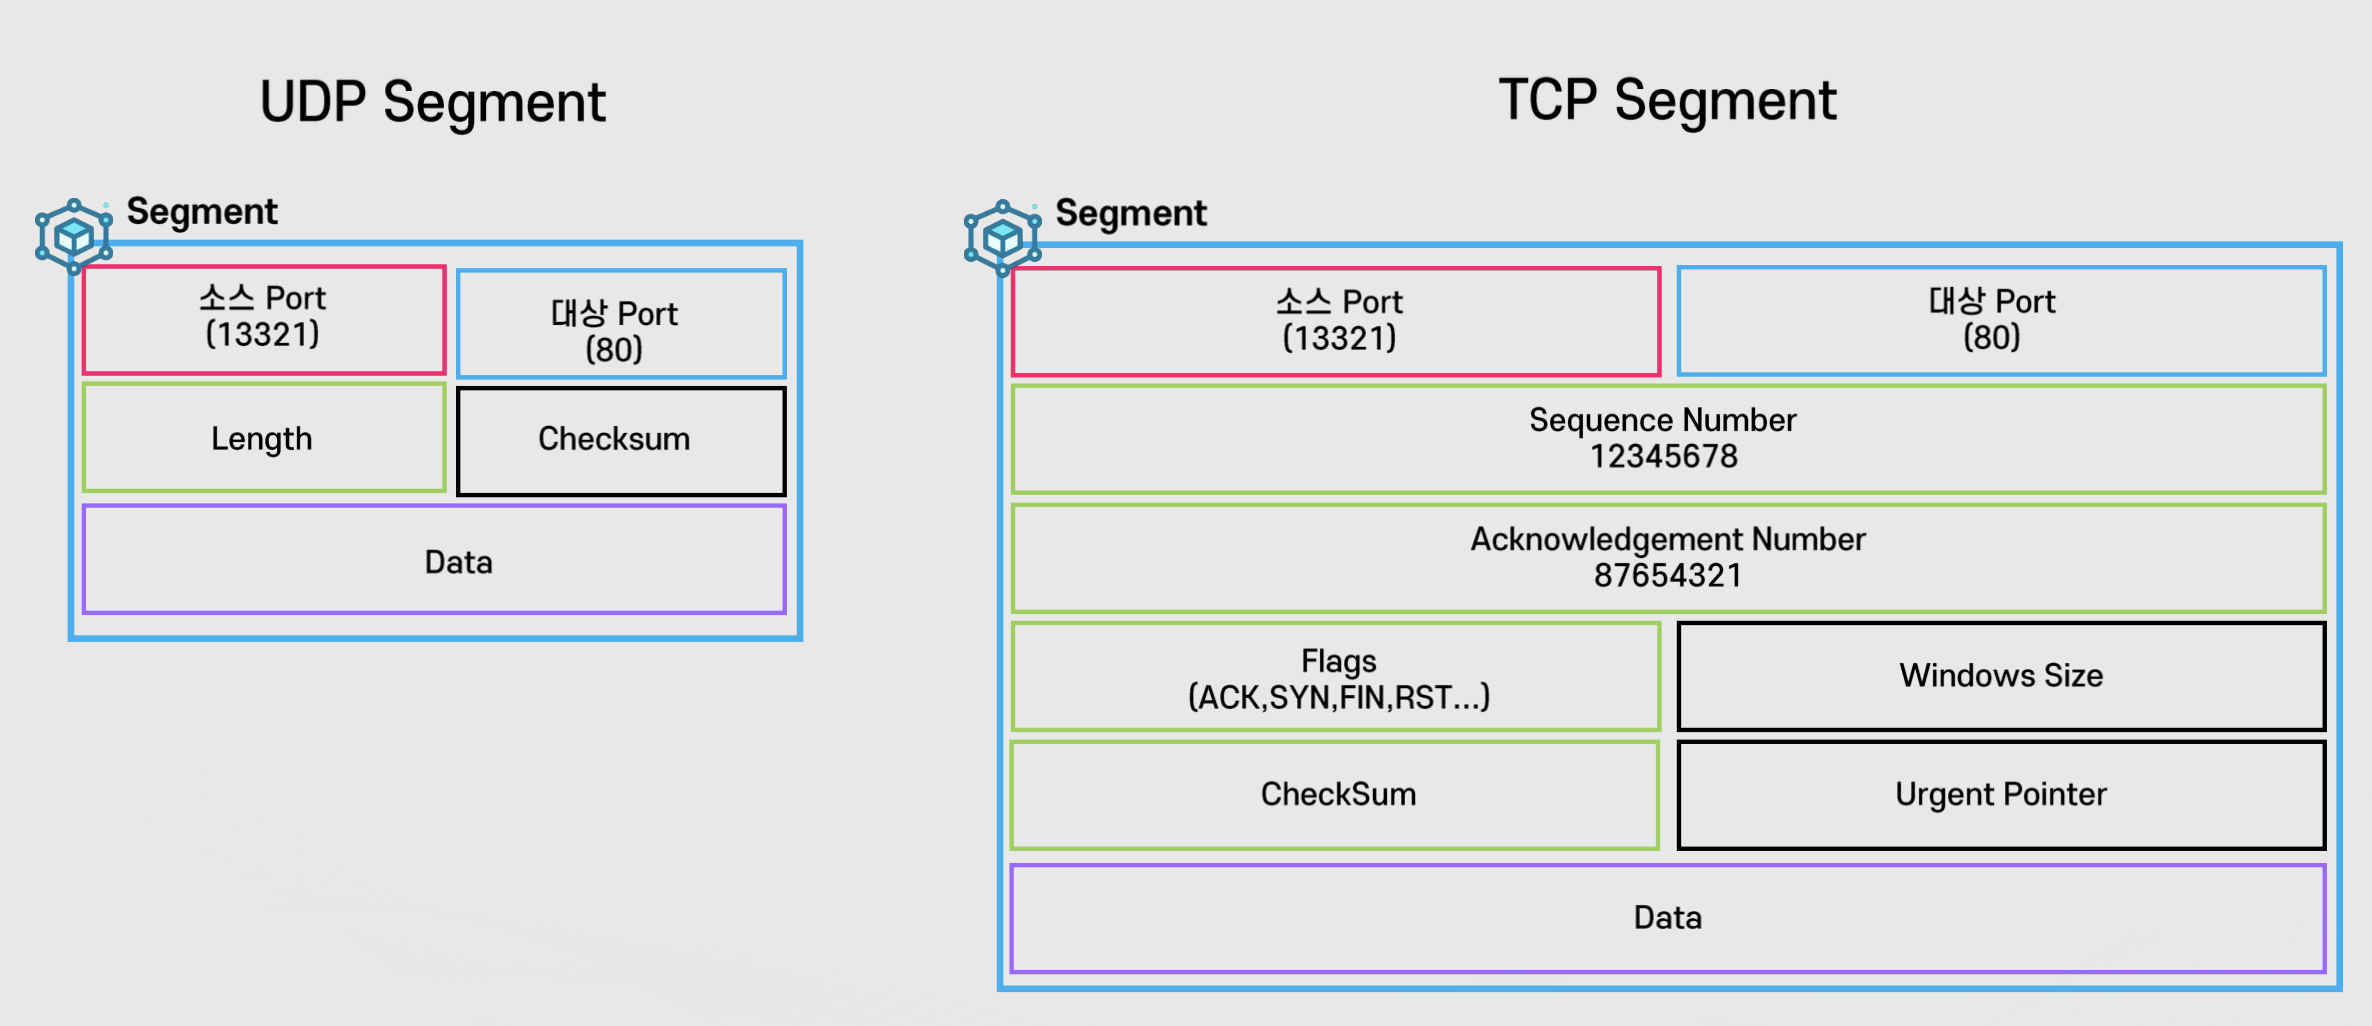 UDP Segment
Segment
소스 Port
(13321)
대상 Port
(80)
Length
Checksum
Data
TCP Segment
Segment
소스 Port
(13321)
대상 Port
(80)
Sequence Number
12345678
Acknowledgement Number
87654321
Flags
(ACK,SYN,FIN,RST...)
Windows Size
CheckSum
Urgent Pointer
Data